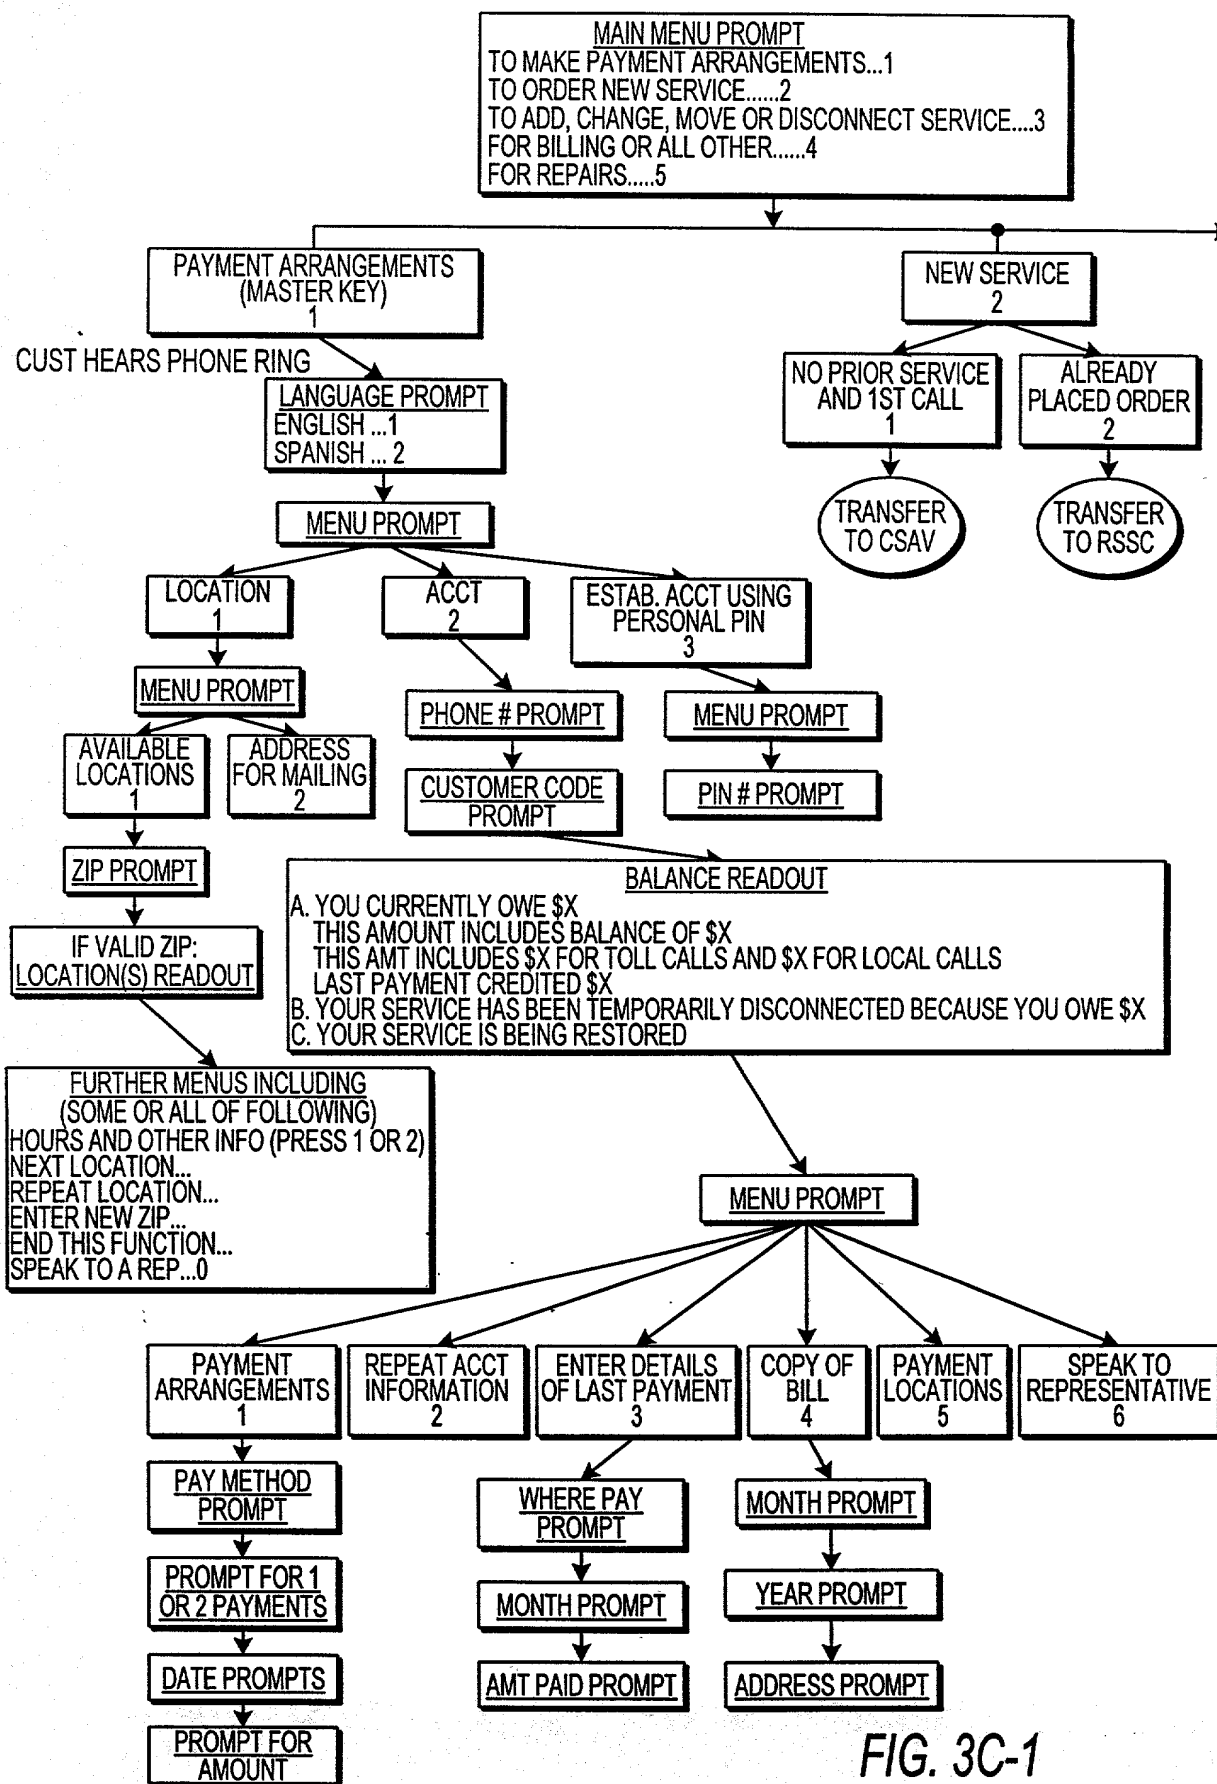 MAIN MENU PROMPT
TO MAKE PAYMENT ARRANGEMENTS...1
TO ORDER NEW SERVICE......2
TO ADD, CHANGE, MOVE OR DISCONNECT SERVICE....3
FOR BILLING OR ALL OTHER......4
FOR REPAIRS.....5
PAYMENT ARRANGEMENTS
(MASTER KEY)
1
NEW SERVICE
2
CUST HEARS PHONE RING
LANGUAGE PROMPT
ENGLISH ...1
SPANISH ... 2
NO PRIOR SERVICE
AND 1ST CALL
1
ALREADY
PLACED ORDER
2
MENU PROMPT
TRANSFER
TO CSAV
TRANSFER
TO RSSC
LOCATION
1
ACCT
2
ESTAB. ACCT USING
PERSONAL PIN
3
MENU PROMPT
PHONE # PROMPT
MENU PROMPT
AVAILABLE
LOCATIONS
1
ADDRESS
FOR MAILING
2
CUSTOMER CODE
PROMPT
PIN # PROMPT
ZIP PROMPT
BALANCE READOUT
A. YOU CURRENTLY OWE $X
THIS AMOUNT INCLUDES BALANCE OF $X
THIS AMT INCLUDES $X FOR TOLL CALLS AND $X FOR LOCAL CALLS
LAST PAYMENT CREDITED $X
B. YOUR SERVICE HAS BEEN TEMPORARILY DISCONNECTED BECAUSE YOU OWE $X
C. YOUR SERVICE IS BEING RESTORED
IF VALID ZIP:
LOCATION(S) READOUT
FURTHER MENUS INCLUDING
(SOME OR ALL OF FOLLOWING)
HOURS AND OTHER INFO (PRESS 1 OR 2)
NEXT LOCATION...
REPEAT LOCATION...
ENTER NEW ZIP...
END THIS FUNCTION...
SPEAK TO A REP...0
MENU PROMPT
PAYMENT
ARRANGEMENTS
1
REPEAT ACCT
INFORMATION
2
ENTER DETAILS
OF LAST PAYMENT
3
COPY OF
BILL
4
PAYMENT
LOCATIONS
5
SPEAK TO
REPRESENTATIVE
6
PAY METHOD
PROMPT
WHERE PAY
PROMPT
MONTH PROMPT
PROMPT FOR 1
OR 2 PAYMENTS
MONTH PROMPT
YEAR PROMPT
DATE PROMPTS
AMT PAID PROMPT
ADDRESS PROMPT
PROMPT FOR
AMOUNT
FIG. 3C-1